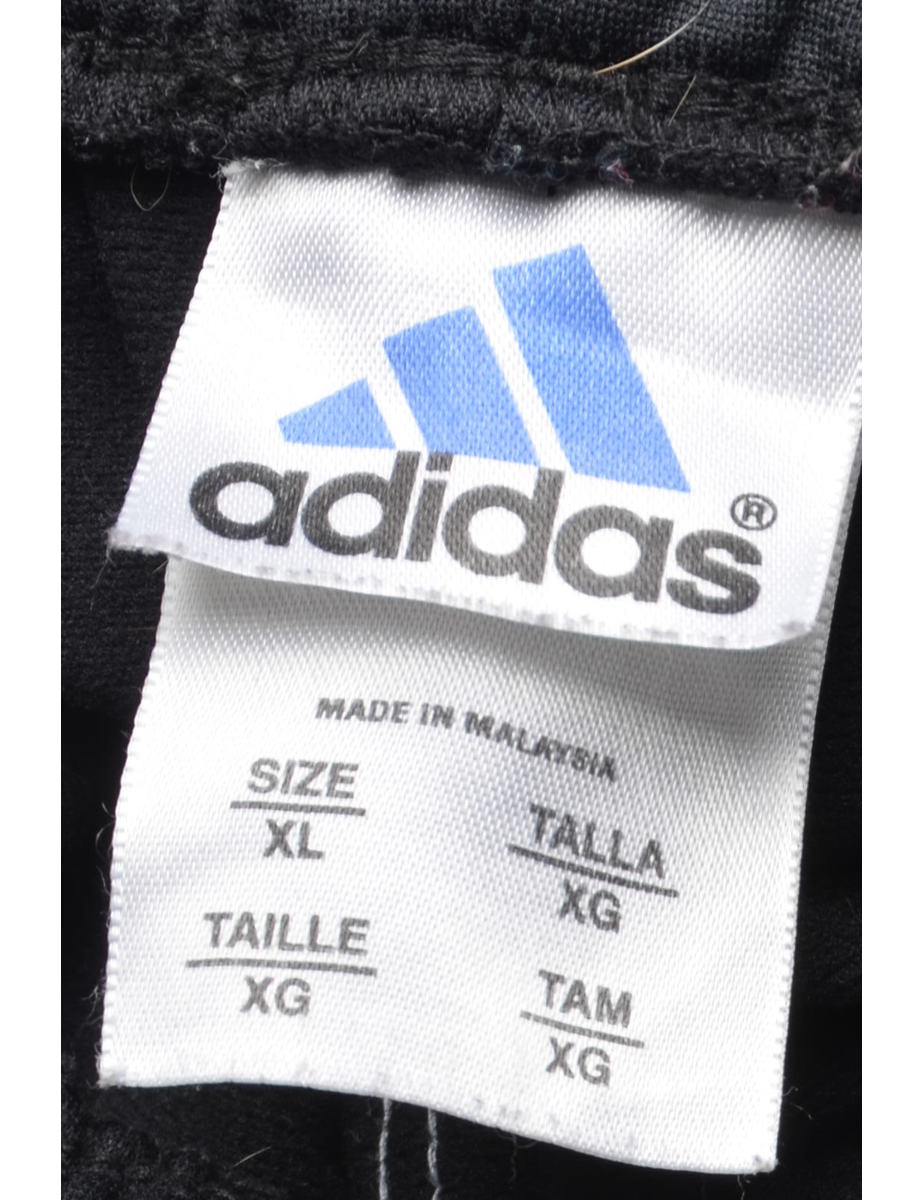 adidas®
MADE IN MALAYSIA
SIZE
XL
TALLA
XG
TAILLE
XG
TAM
XG